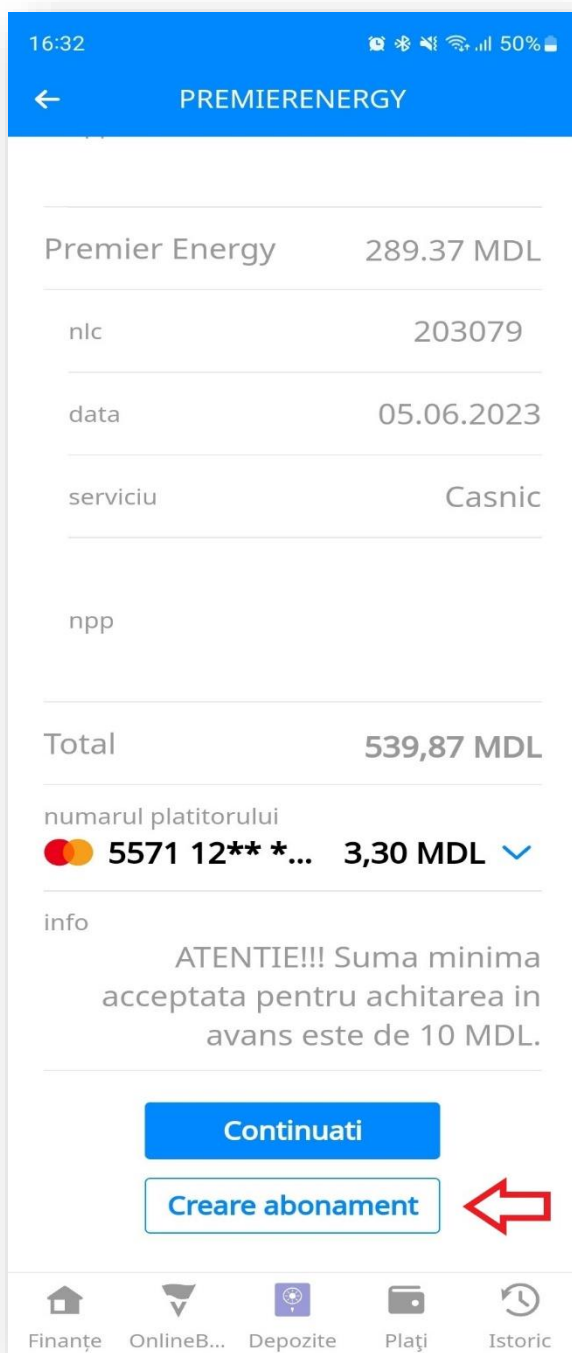 16:32 50%
PREMIERENERGY
Premier Energy 289.37 MDL
nlc 203079
data 05.06.2023
serviciu Casnic
npp
Total 539,87 MDL
numarul platitorului
5571 12** *... 3,30 MDL
info
ATENTIE!!! Suma minima
acceptata pentru achitarea in
avans este de 10 MDL.
Continuati
Creare abonament
Finanțe OnlineB... Depozite Plaţi Istoric